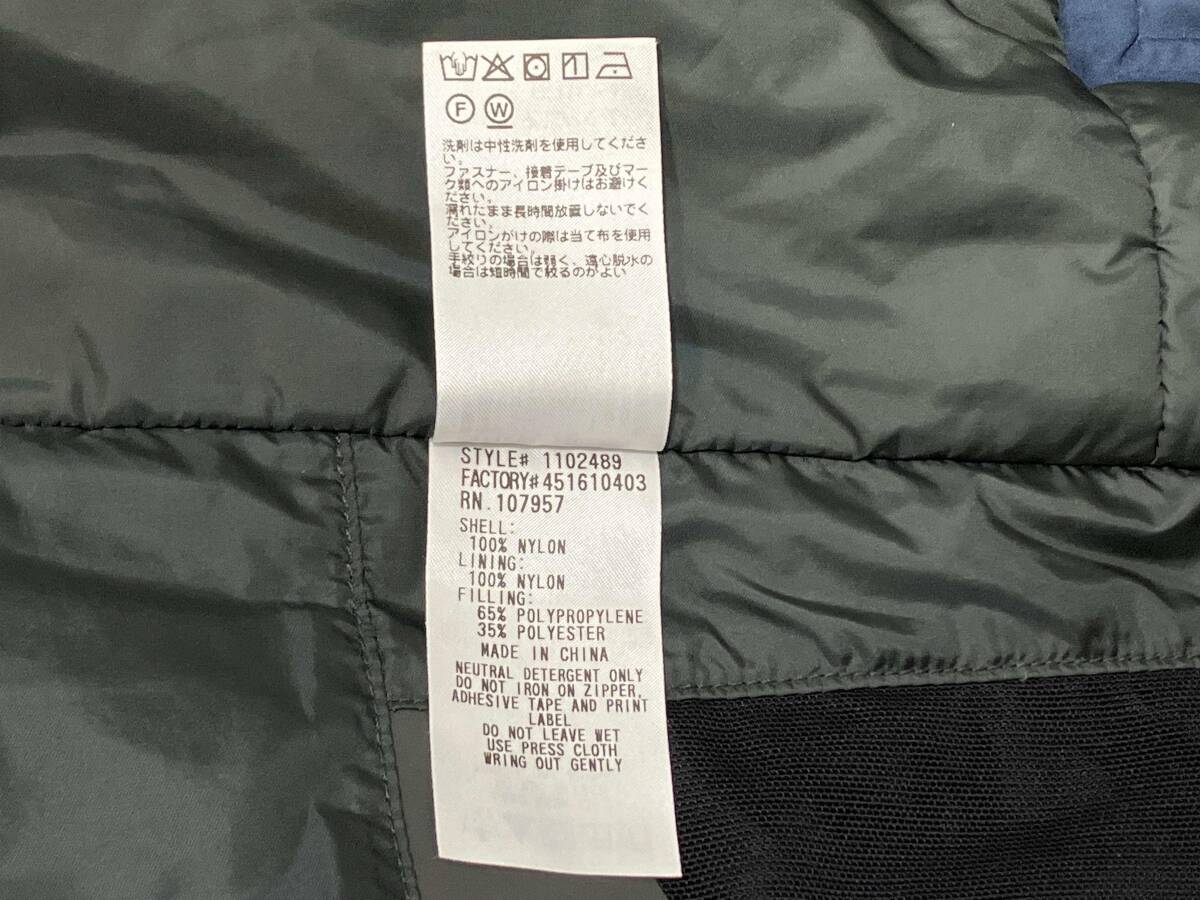 F W
洗剤は中性洗剤を使用してくださ
い。
ファスナー、接着テープ及びマー
ク類へのアイロン掛けはお避けく
ださい。
濡れたまま長時間放置しないでく
ださい。
アイロンがけの際は当て布を使用
してください。
手絞りの場合は弱く、遠心脱水の
場合は短時間で絞るのがよい
STYLE# 1102489
FACTORY#451610403
RN.107957
SHELL:
100% NYLON
LINING:
100% NYLON
FILLING:
65% POLYPROPYLENE
35% POLYESTER
MADE IN CHINA
NEUTRAL DETERGENT ONLY
DO NOT IRON ON ZIPPER,
ADHESIVE TAPE AND PRINT
LABEL
DO NOT LEAVE WET
USE PRESS CLOTH
WRING OUT GENTLY